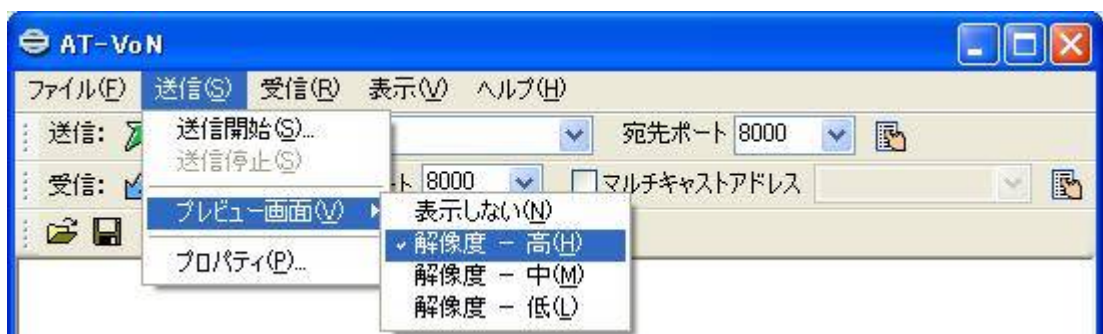 AT-VoN
ファイル(F) 送信(S) 受信(R) 表示(V) ヘルプ(H)
送信: 宛先ポート 8000
受信: ト 8000 マルチキャストアドレス
送信開始(S)...
送信停止(S)
プレビュー画面(V)
プロパティ(P)...
表示しない(N)
解像度 － 高(H)
解像度 － 中(M)
解像度 － 低(L)